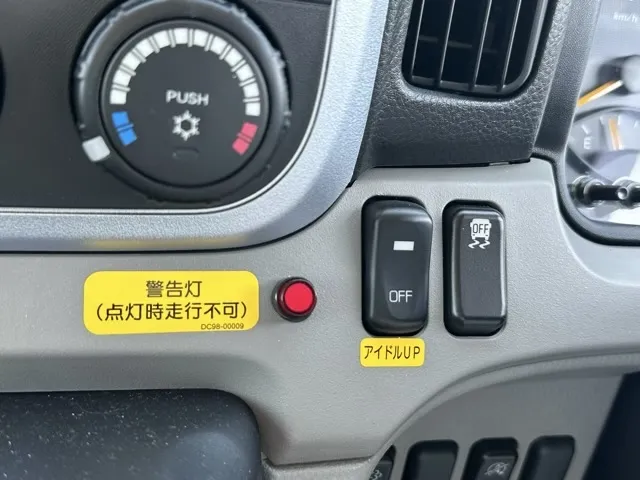 PUSH
km/h
OFF
OFF
警告灯
(点灯時走行不可)
DC98-00009
アイドルUP